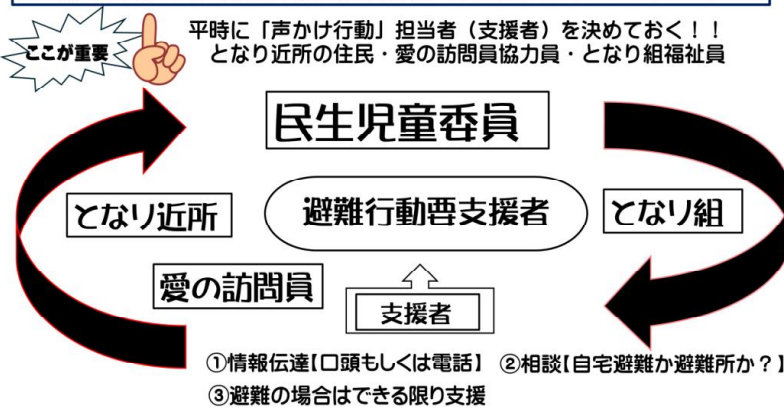 ここが重要
平時に「声かけ行動」担当者（支援者）を決めておく！！
となり近所の住民・愛の訪問員協力員・となり組福祉員
民生児童委員
となり近所
避難行動要支援者
となり組
愛の訪問員
支援者
①情報伝達【口頭もしくは電話】 ②相談【自宅避難か避難所か？】
③避難の場合はできる限り支援